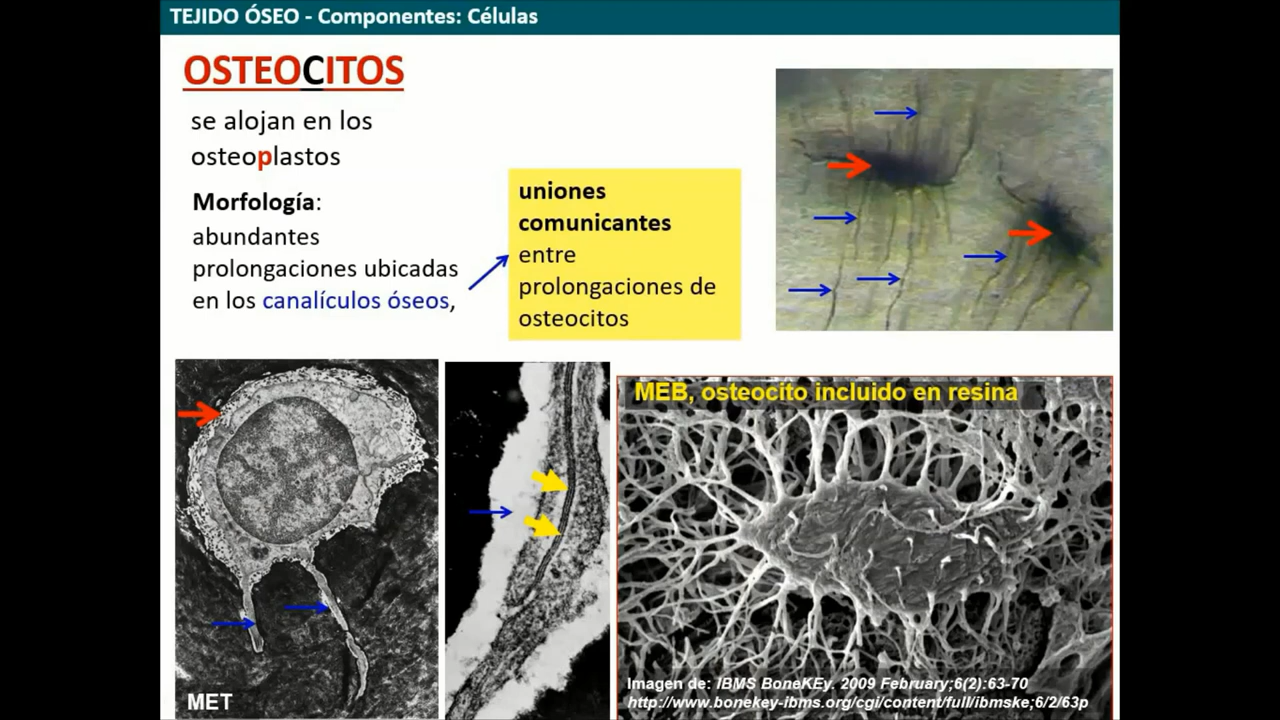 TEJIDO ÓSEO - Componentes: Células
OSTEOCITOS
se alojan en los
osteoplastos
Morfología:
abundantes
prolongaciones ubicadas
en los canalículos óseos,
uniones
comunicantes
entre
prolongaciones de
osteocitos
MET
MEB, osteocito incluido en resina
Imagen de: IBMS BoneKEy. 2009 February;6(2):63-70
http://www.bonekey-ibms.org/cgi/content/full/ibmske;6/2/63p